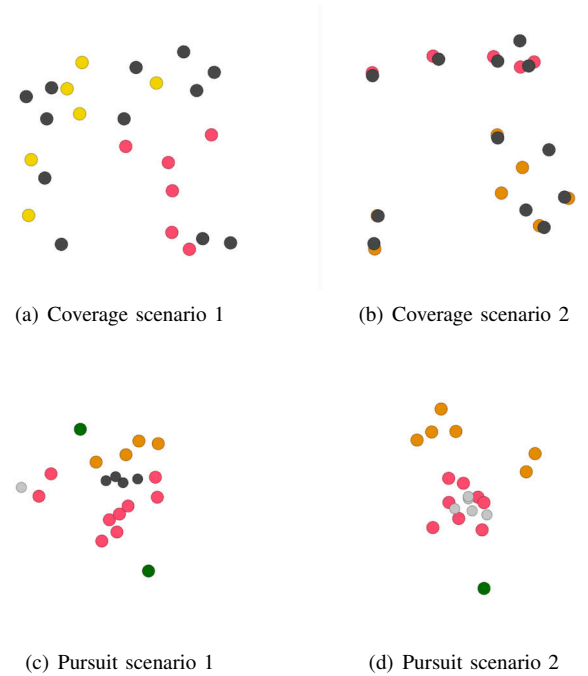 (a) Coverage scenario 1
(b) Coverage scenario 2
(c) Pursuit scenario 1
(d) Pursuit scenario 2